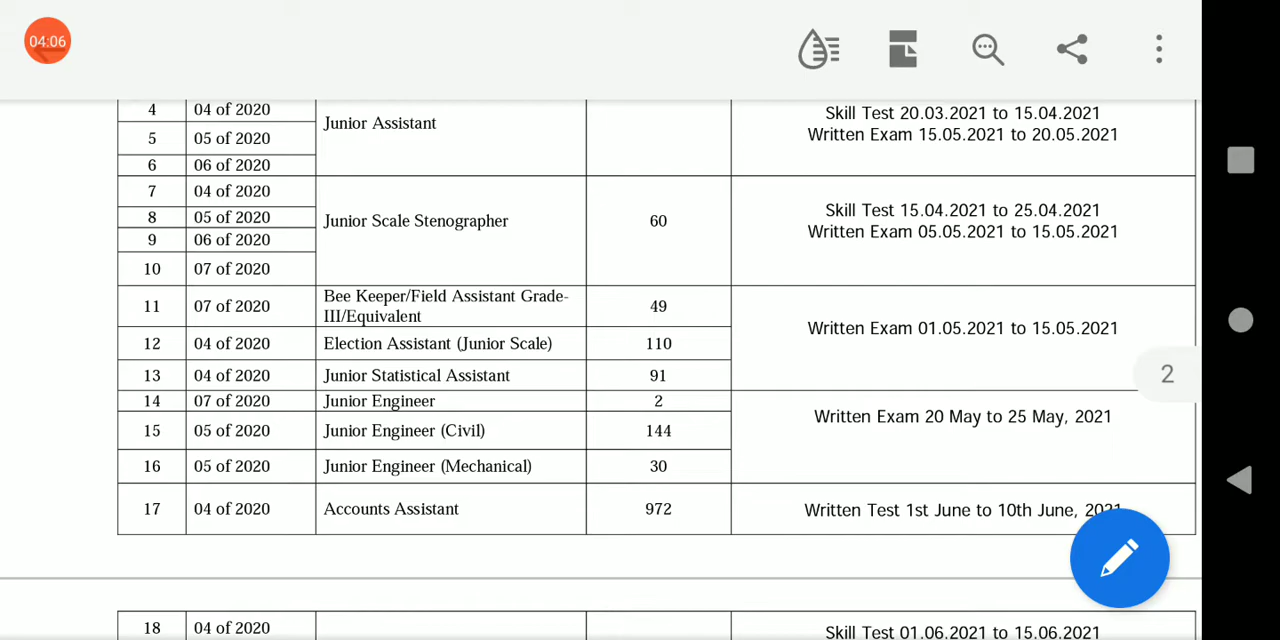 04:06
4 04 of 2020
Junior Assistant
Skill Test 20.03.2021 to 15.04.2021
Written Exam 15.05.2021 to 20.05.2021
5 05 of 2020
6 06 of 2020
7 04 of 2020
Junior Scale Stenographer
60
Skill Test 15.04.2021 to 25.04.2021
Written Exam 05.05.2021 to 15.05.2021
8 05 of 2020
9 06 of 2020
10 07 of 2020
11 07 of 2020
Bee Keeper/Field Assistant Grade-
III/Equivalent
49
Written Exam 01.05.2021 to 15.05.2021
12 04 of 2020 Election Assistant (Junior Scale) 110
13 04 of 2020 Junior Statistical Assistant 91
2
14 07 of 2020 Junior Engineer 2
Written Exam 20 May to 25 May, 2021
15 05 of 2020 Junior Engineer (Civil) 144
16 05 of 2020 Junior Engineer (Mechanical) 30
17 04 of 2020 Accounts Assistant 972 Written Test 1st June to 10th June, 2021
18 04 of 2020
Skill Test 01.06.2021 to 15.06.2021